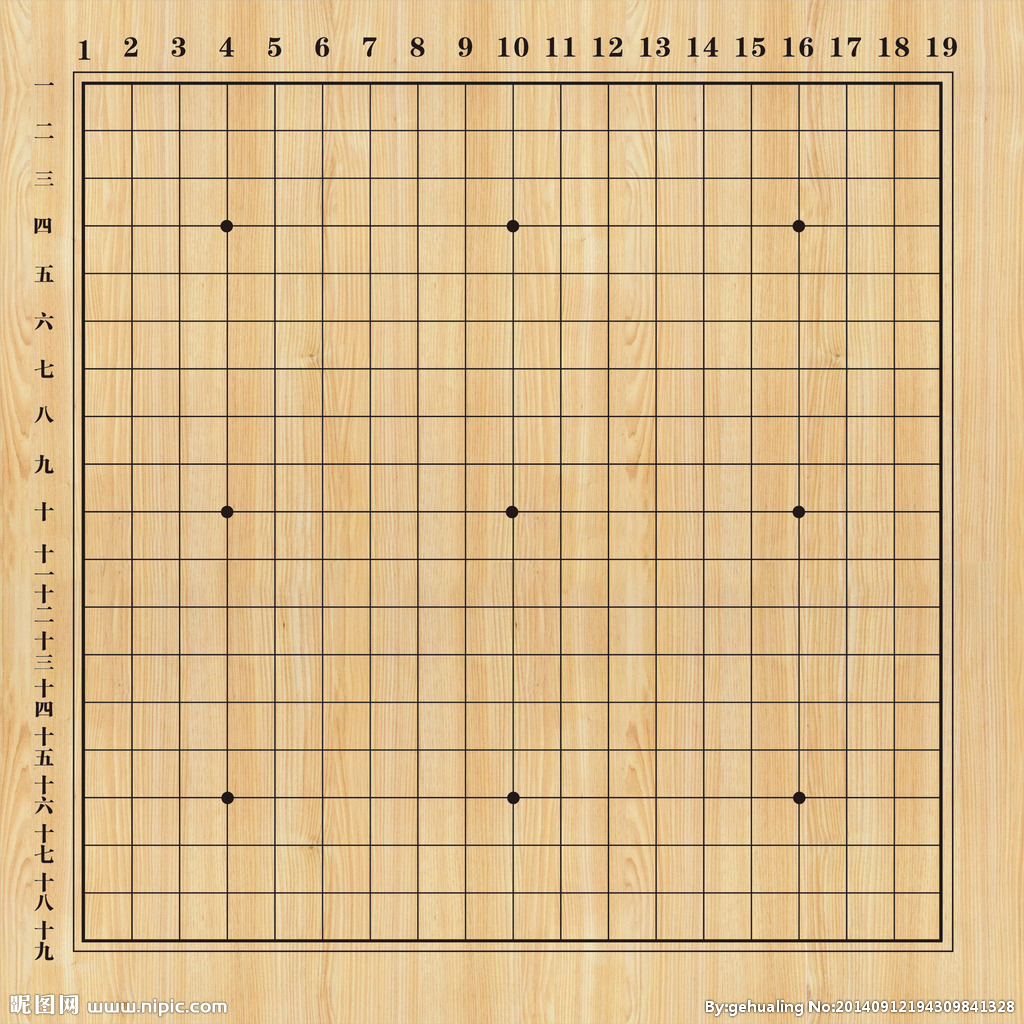 1 2 3 4 5 6 7 8 9 10 11 12 13 14 15 16 17 18 19
一
二
三
四
五
六
七
八
九
十
十一
十二
十三
十四
十五
十六
十七
十八
十九
昵图网 www.nipic.com
By:gehualing No:20140912194309841328